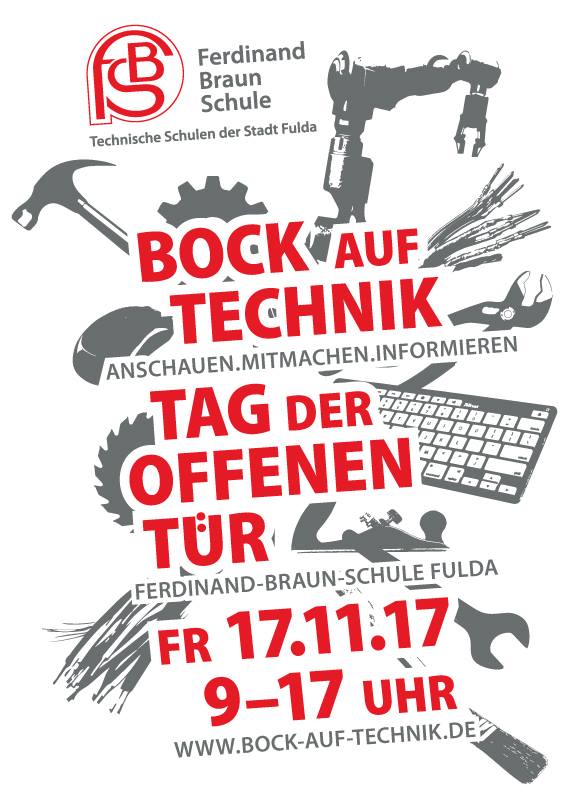 fbs
Ferdinand
Braun
Schule
Technische Schulen der Stadt Fulda
BOCK AUF
TECHNIK
ANSCHAUEN.MITMACHEN.INFORMIEREN
TAG DER
OFFENEN
TÜR
FERDINAND-BRAUN-SCHULE FULDA
FR 17.11.17
9–17 UHR
WWW.BOCK-AUF-TECHNIK.DE